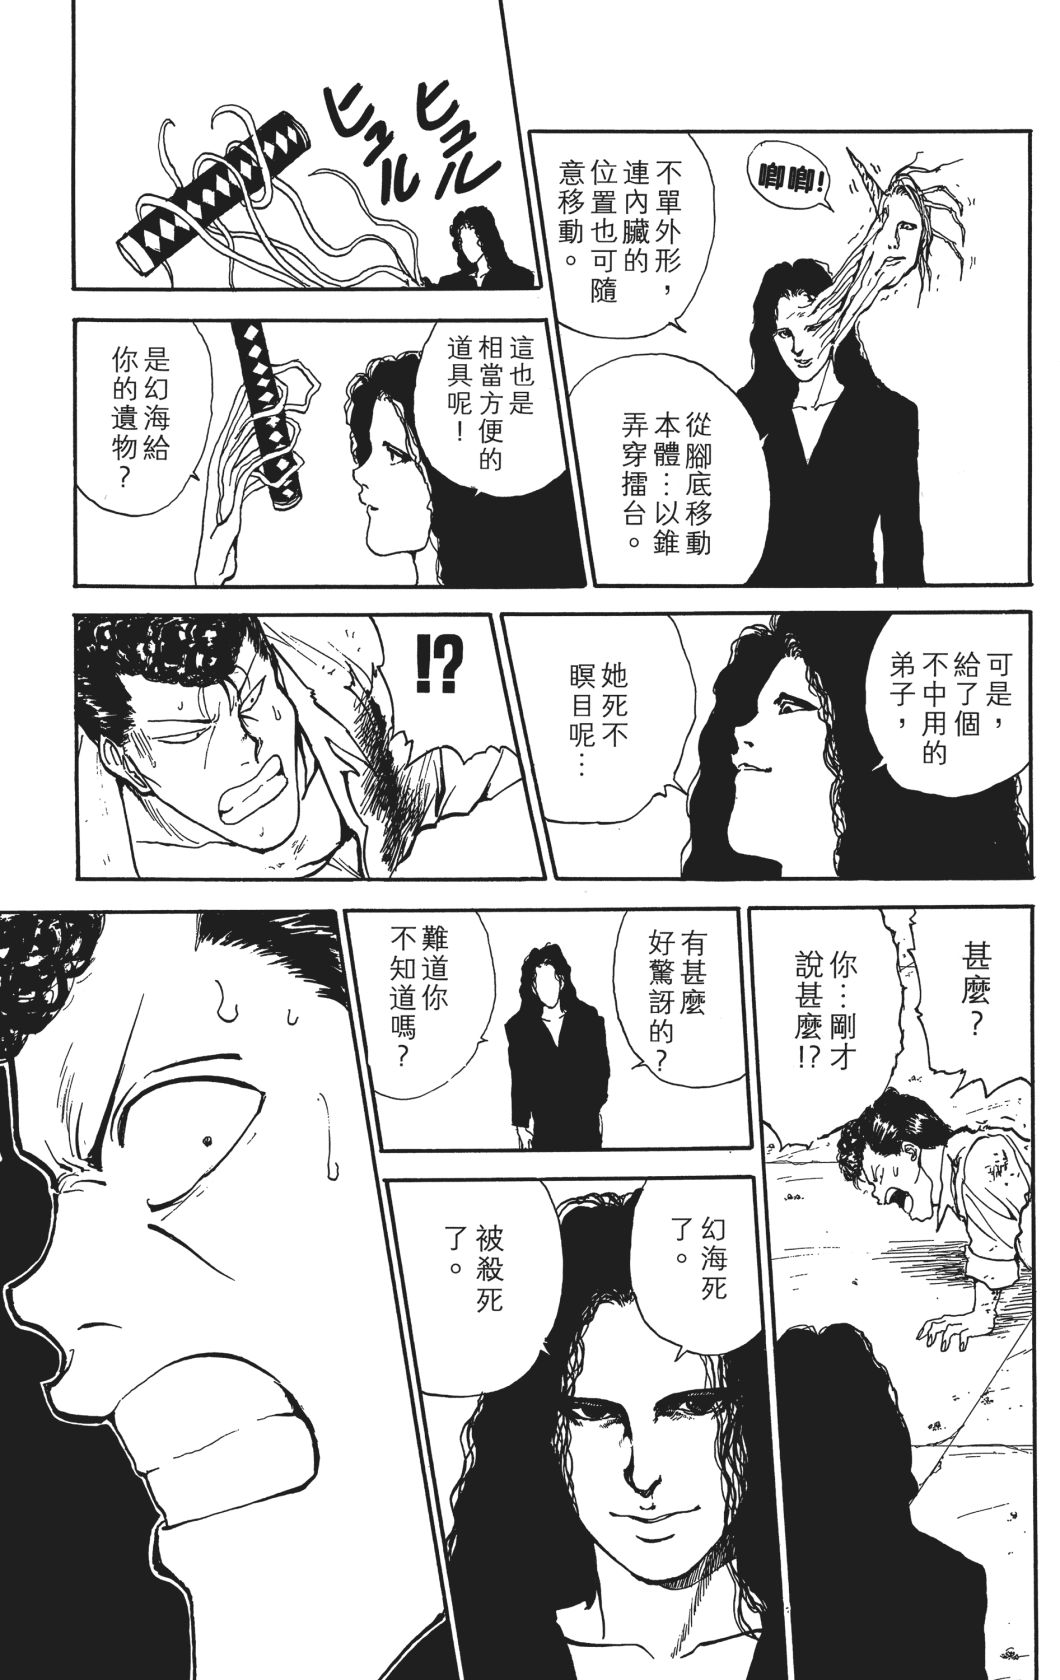 唧唧!
不單外形，
連內臟的
位置也可隨
意移動。
從腳底移動
本體…以錐
弄穿擂台。
ヒュル
ヒュル
這也是
相當方便的
道具呢!
是幻海給
你的遺物?
可是，
給了個
不中用的
弟子，
她死不
瞑目呢…
!?
甚麼?
你…剛才
說甚麼!?
有甚麼
好驚訝的?
難道你
不知道嗎?
幻海死
了。
被殺死
了。